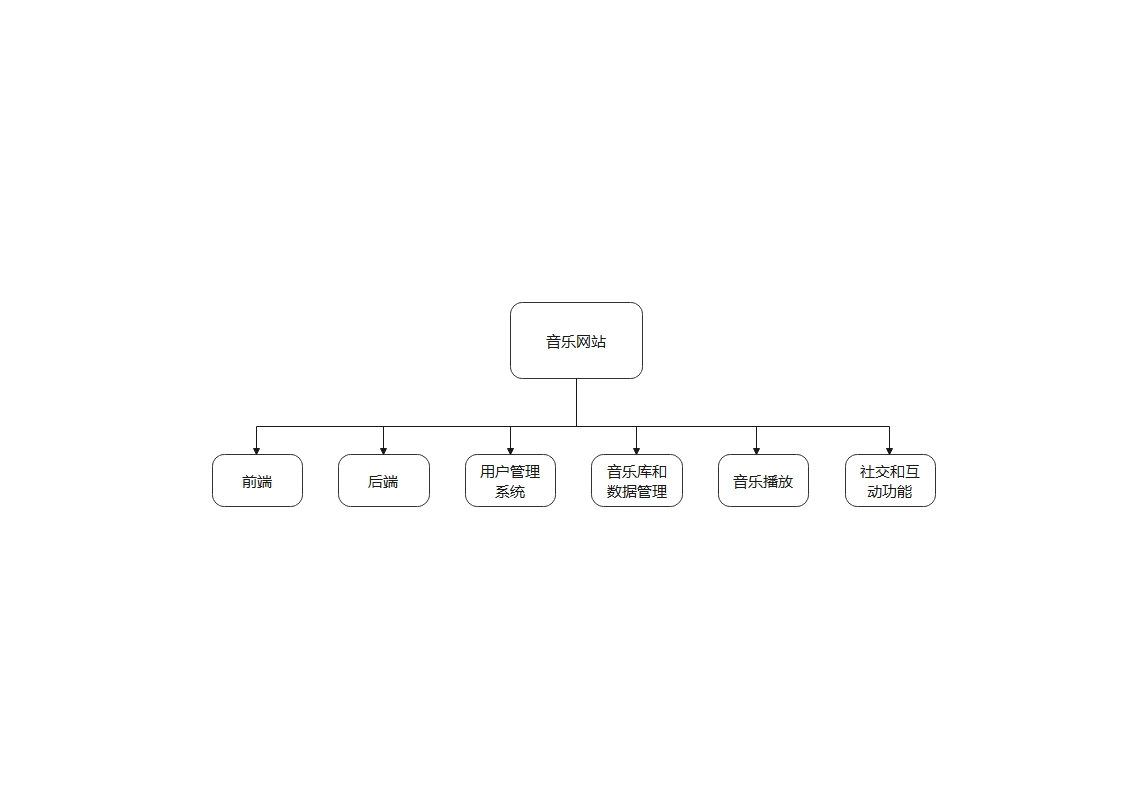 音乐网站
前端
后端
用户管理
系统
音乐库和
数据管理
音乐播放
社交和互
动功能